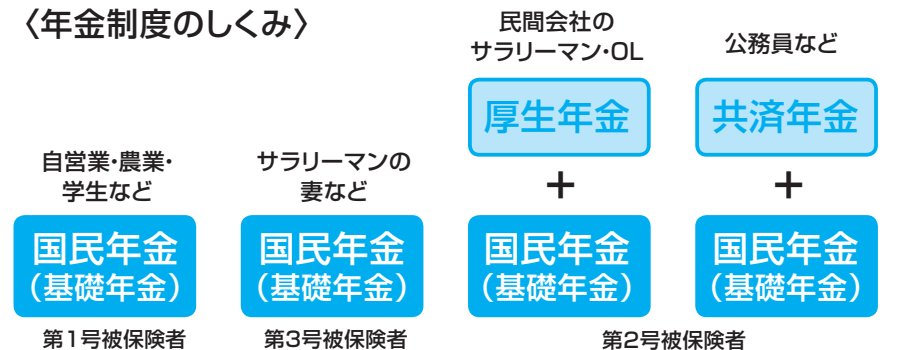 〈年金制度のしくみ〉
民間会社の
サラリーマン・OL
公務員など
厚生年金
共済年金
自営業・農業・
学生など
サラリーマンの
妻など
+
+
国民年金
（基礎年金）
国民年金
（基礎年金）
国民年金
（基礎年金）
国民年金
（基礎年金）
第1号被保険者
第3号被保険者
第2号被保険者